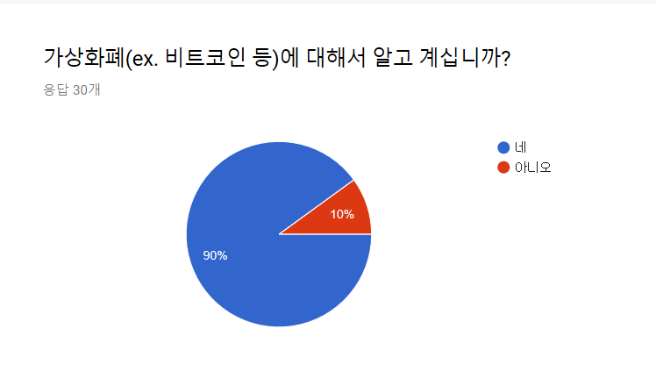 가상화폐(ex. 비트코인 등)에 대해서 알고 계십니까?
응답 30개
네
아니오
10%
90%